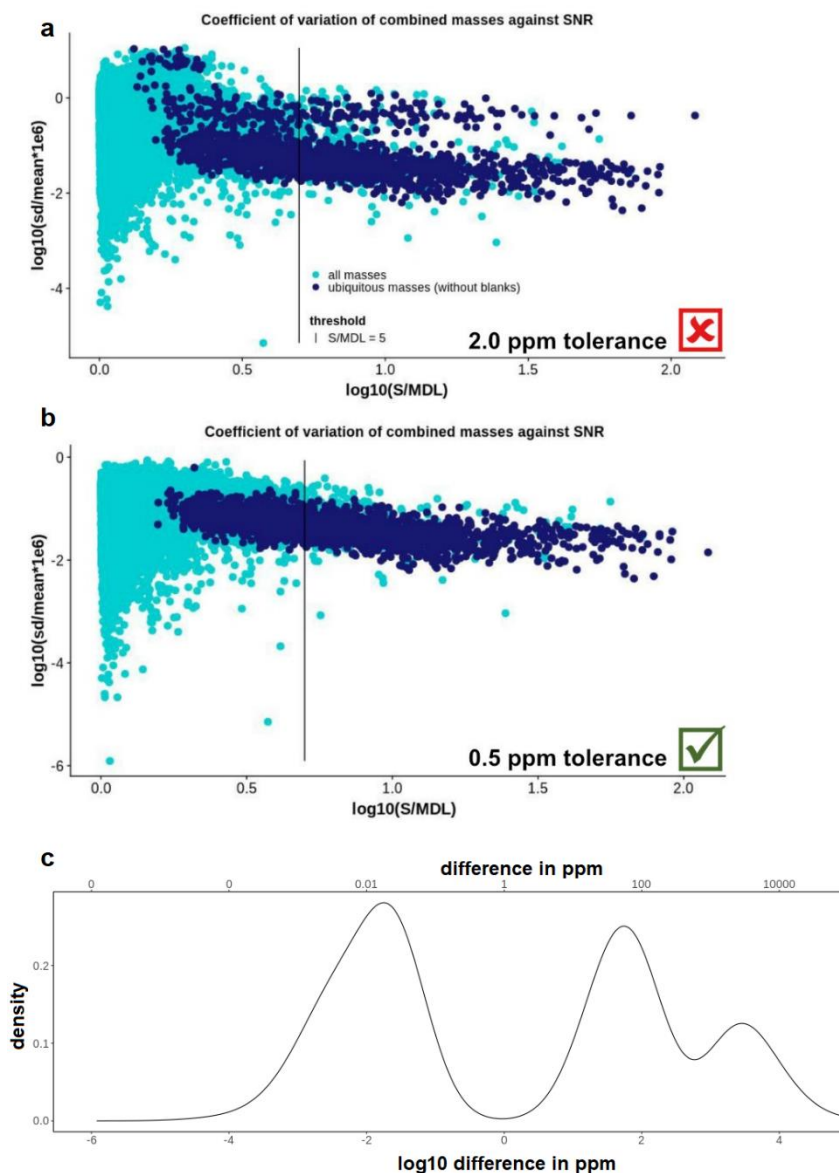 a
Coefficient of variation of combined masses against SNR
0
-2
-4
log10(sd/mean*1e6)
all masses
ubiquitous masses (without blanks)
threshold
| S/MDL = 5
2.0 ppm tolerance
0.0 0.5 1.0 1.5 2.0
log10(S/MDL)
b
Coefficient of variation of combined masses against SNR
0
-2
-4
-6
log10(sd/mean*1e6)
0.5 ppm tolerance
0.0 0.5 1.0 1.5 2.0
log10(S/MDL)
c
difference in ppm
0 0 0.01 1 100 10000
0.2
0.1
0.0
density
-6 -4 -2 0 2 4
log10 difference in ppm